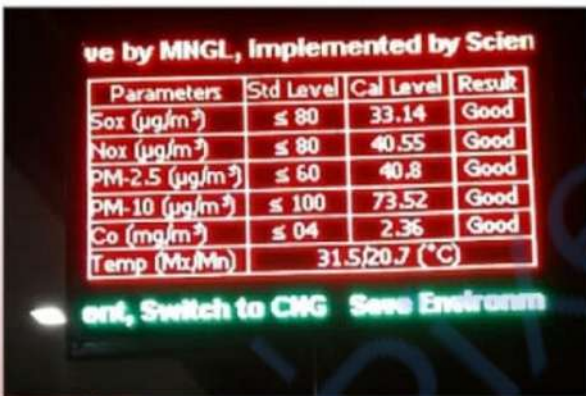 ve by MNGL, Implemented by Scien
Parameters Std Level Cal Level Result
Sox (µg/m³) ≤ 80 33.14 Good
Nox (µg/m³) ≤ 80 40.55 Good
PM-2.5 (µg/m³) ≤ 60 40.8 Good
PM-10 (µg/m³) ≤ 100 73.52 Good
Co (mg/m³) ≤ 04 2.36 Good
Temp (Mx/Mn) 31.5/20.7 (°C)
ent, Switch to CNG Save Environm